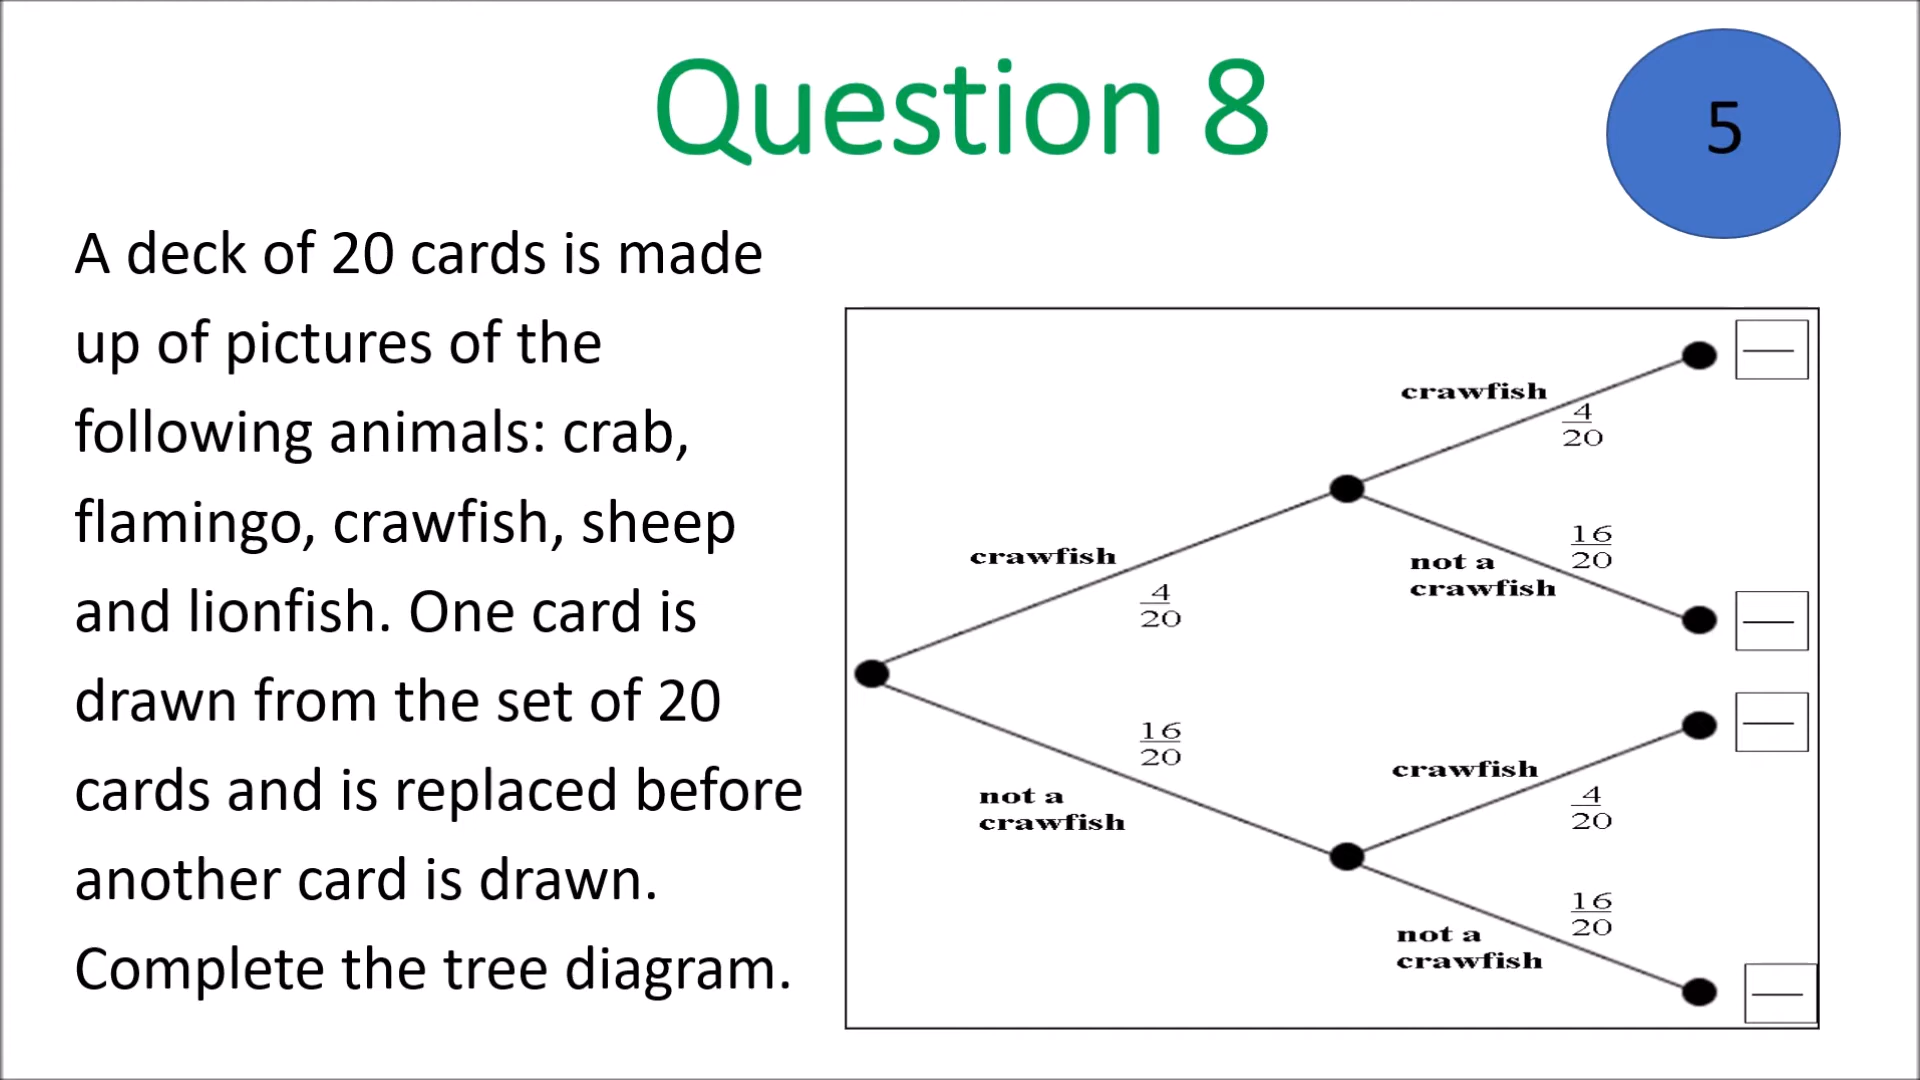 Question 8
5
A deck of 20 cards is made
up of pictures of the
following animals: crab,
flamingo, crawfish, sheep
and lionfish. One card is
drawn from the set of 20
cards and is replaced before
another card is drawn.
Complete the tree diagram.
crawfish
4
20
crawfish
4
20
not a
crawfish
16
20
not a
crawfish
16
20
crawfish
4
20
not a
crawfish
16
20